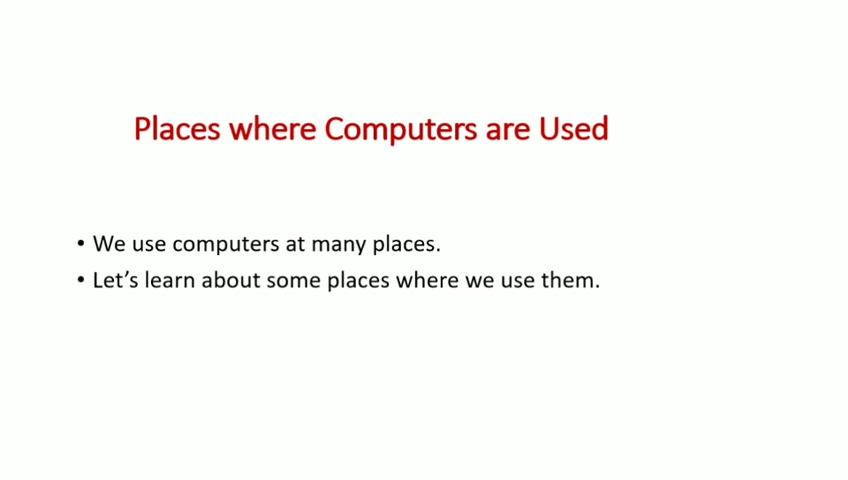 Places where Computers are Used
• We use computers at many places.
• Let’s learn about some places where we use them.